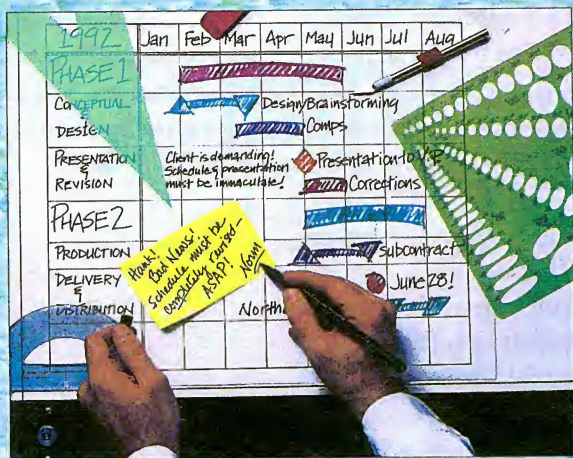 1992 Jan Feb Mar Apr May Jun Jul Aug
PHASE 1
CONCEPTUAL
& DESIGN
Design/Brainstorming
Comps
PRESENTATION
&
REVISION
Client is demanding!
Schedule & presentation
must be immaculate!
Presentation to V.P.
Corrections
PHASE 2
PRODUCTION
Subcontract
DELIVERY
&
DISTRIBUTION
June 28!
North
Hank!
Bad News!
Schedule must be
completely revised-
ASAP!
Norm